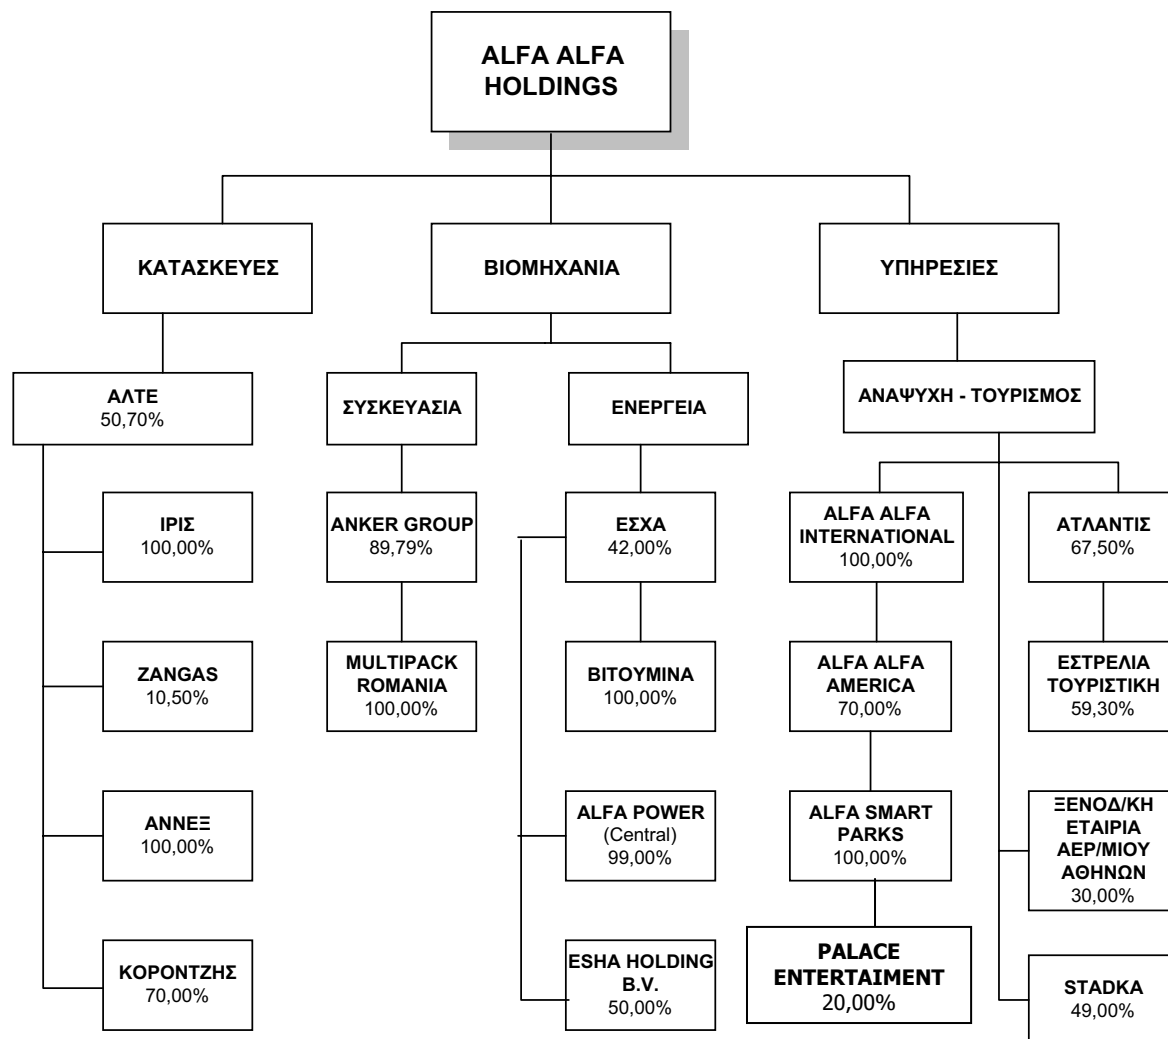 ALFA ALFA
HOLDINGS
ΚΑΤΑΣΚΕΥΕΣ
ΒΙΟΜΗΧΑΝΙΑ
ΥΠΗΡΕΣΙΕΣ
ΑΛΤΕ
50,70%
ΣΥΣΚΕΥΑΣΙΑ
ΕΝΕΡΓΕΙΑ
ΑΝΑΨΥΧΗ - ΤΟΥΡΙΣΜΟΣ
ΙΡΙΣ
100,00%
ANKER GROUP
89,79%
ΕΣΧΑ
42,00%
ALFA ALFA
INTERNATIONAL
100,00%
ΑΤΛΑΝΤΙΣ
67,50%
ZANGAS
10,50%
MULTIPACK
ROMANIA
100,00%
ΒΙΤΟΥΜΙΝΑ
100,00%
ALFA ALFA
AMERICA
70,00%
ΕΣΤΡΕΛΙΑ
ΤΟΥΡΙΣΤΙΚΗ
59,30%
ΑΝΝΕΞ
100,00%
ALFA POWER
(Central)
99,00%
ALFA SMART
PARKS
100,00%
ΞΕΝΟΔ/ΚΗ
ΕΤΑΙΡΙΑ
ΑΕΡ/ΜΙΟΥ
ΑΘΗΝΩΝ
30,00%
ΚΟΡΟΝΤΖΗΣ
70,00%
ESHA HOLDING
B.V.
50,00%
PALACE
ENTERTAIMENT
20,00%
STADKA
49,00%